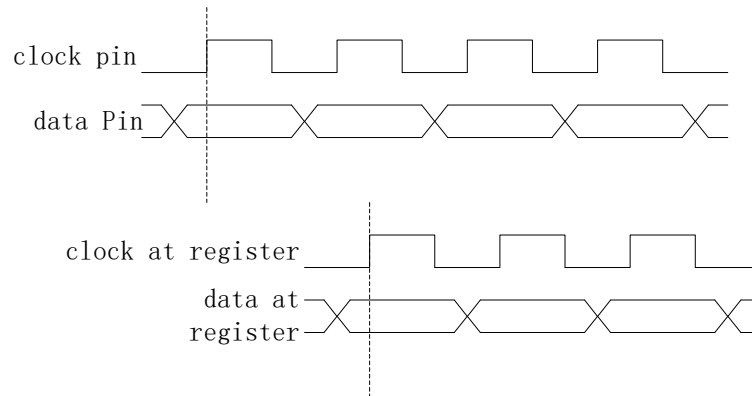 clock pin
data Pin
clock at register
data at
register